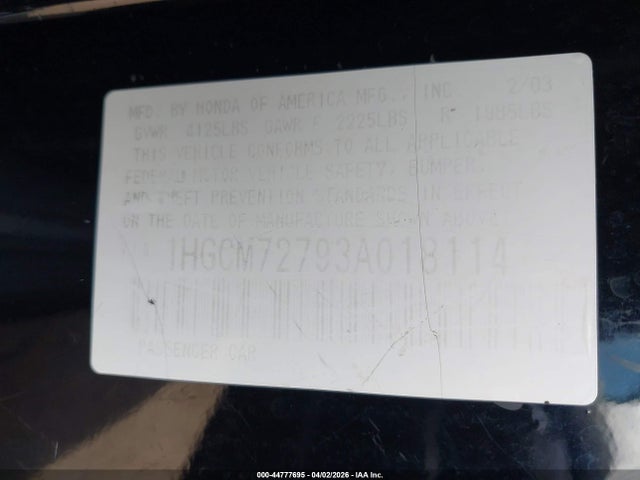 MFD. BY HONDA OF AMERICA MFG., INC. 2/03
GVWR 4125LBS GAWR F 2225LBS R 1985LBS
THIS VEHICLE CONFORMS TO ALL APPLICABLE
FEDERAL MOTOR VEHICLE SAFETY, BUMPER,
AND THEFT PREVENTION STANDARDS IN EFFECT
ON THE DATE OF MANUFACTURE SHOWN ABOVE.
1HGCM72793A018114
PASSENGER CAR
000-44777695 04/02/2026 - IAA Inc.